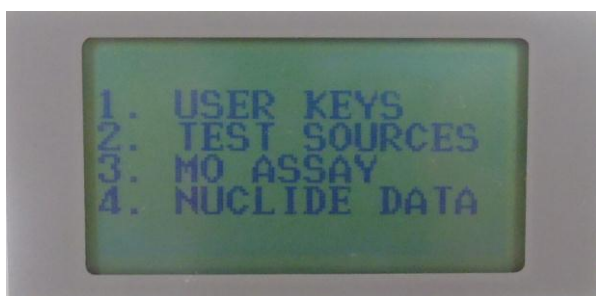 1. USER KEYS
2. TEST SOURCES
3. MO ASSAY
4. NUCLIDE DATA